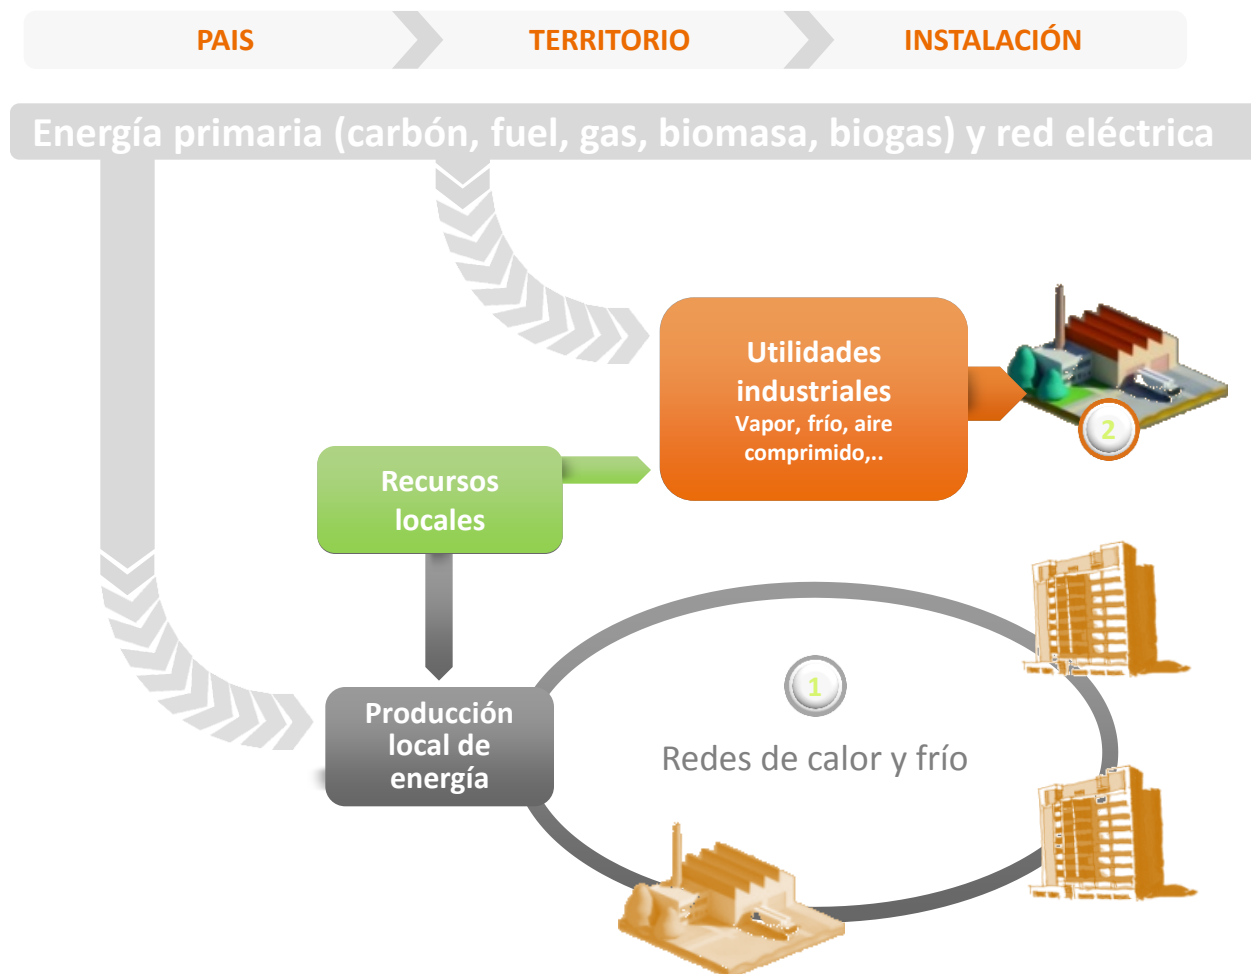 PAIS
TERRITORIO
INSTALACIÓN
Energía primaria (carbón, fuel, gas, biomasa, biogas) y red eléctrica
Utilidades
industriales
Vapor, frío, aire
comprimido,..
2
Recursos
locales
1
Producción
local de
energía
Redes de calor y frío